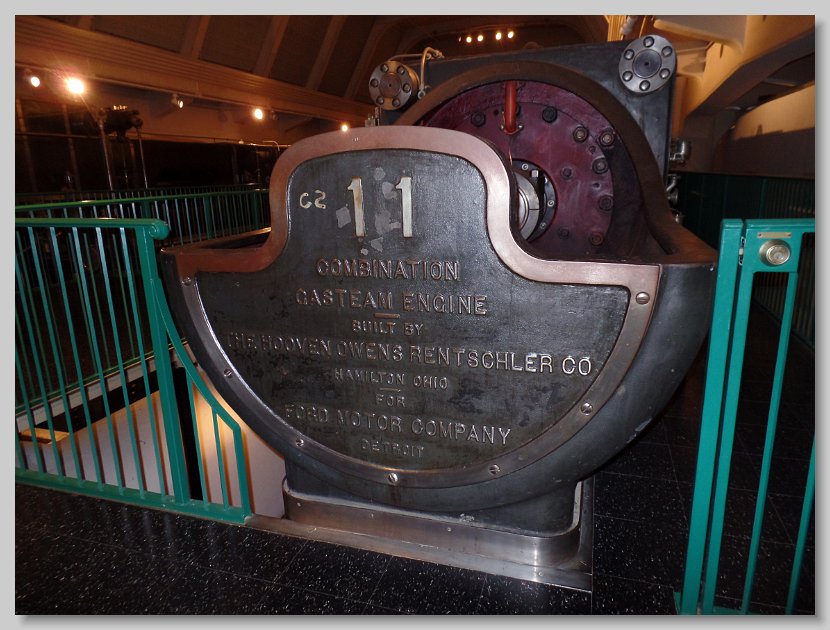 C2
11
COMBINATION
GASTEAM ENGINE
BUILT BY
THE HOOVEN OWENS RENTSCHLER CO
HAMILTON OHIO
FOR
FORD MOTOR COMPANY
DETROIT